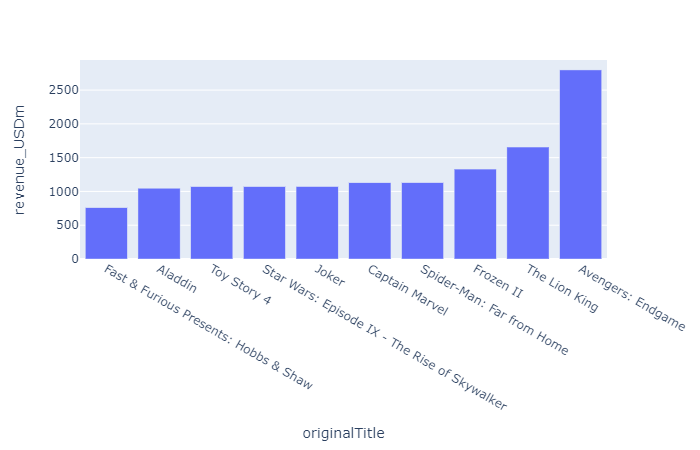 revenue_USDm
2500
2000
1500
1000
500
0
Fast & Furious Presents: Hobbs & Shaw
Aladdin
Toy Story 4
Star Wars: Episode IX - The Rise of Skywalker
Joker
Captain Marvel
Spider-Man: Far from Home
Frozen II
The Lion King
Avengers: Endgame
originalTitle